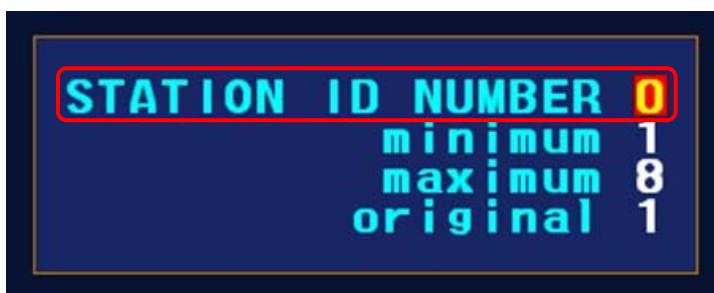 STATION ID NUMBER 0
minimum 1
maximum 8
original 1